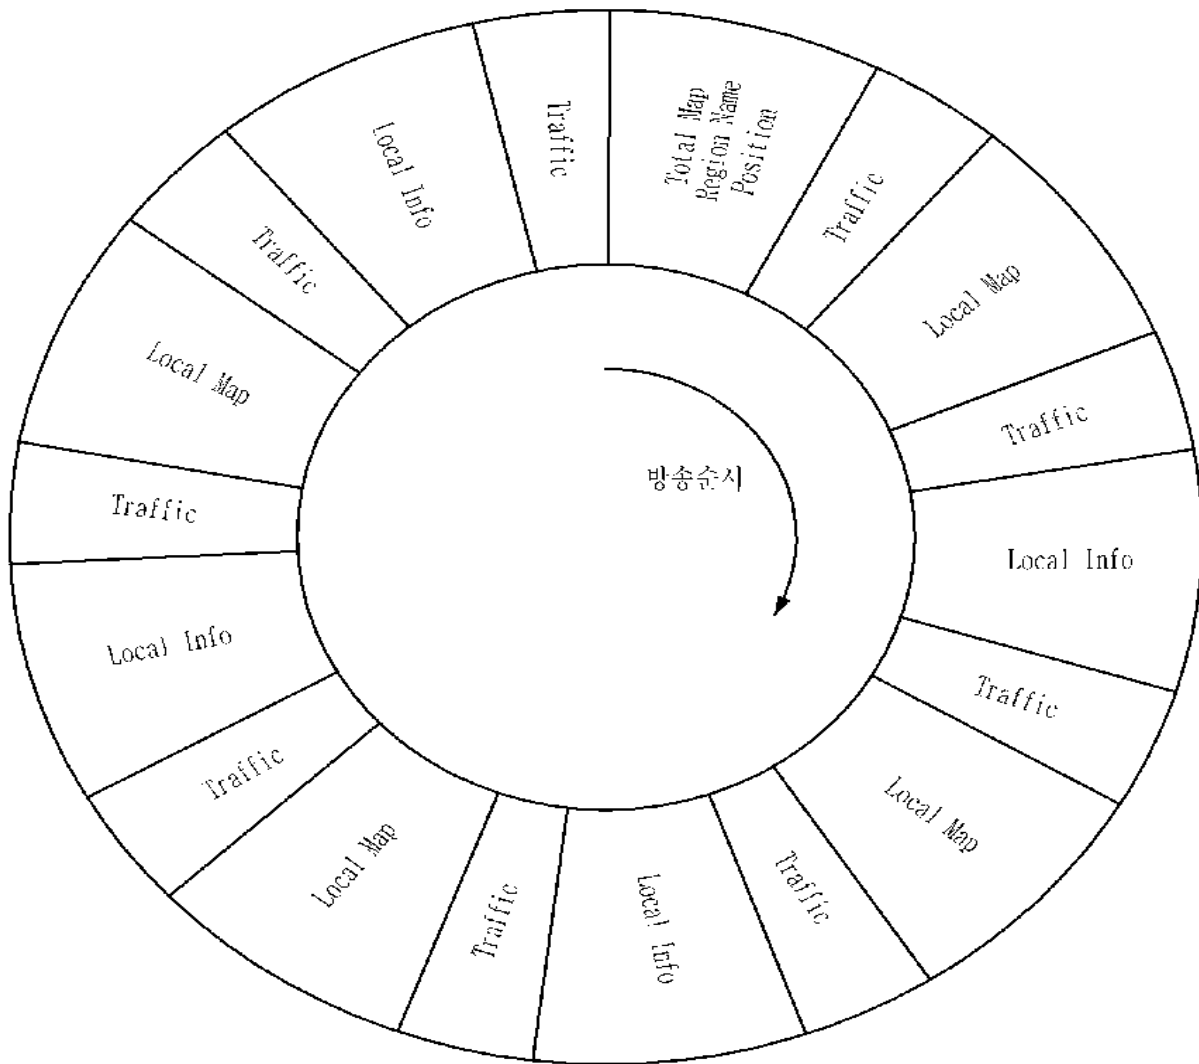 Total Map
Region Name
Position
Traffic
Local Map
Traffic
Local Info
Traffic
Local Map
Traffic
Local Info
Traffic
Local Map
Traffic
Local Info
Traffic
Local Map
Traffic
Local Info
Traffic
방송순서